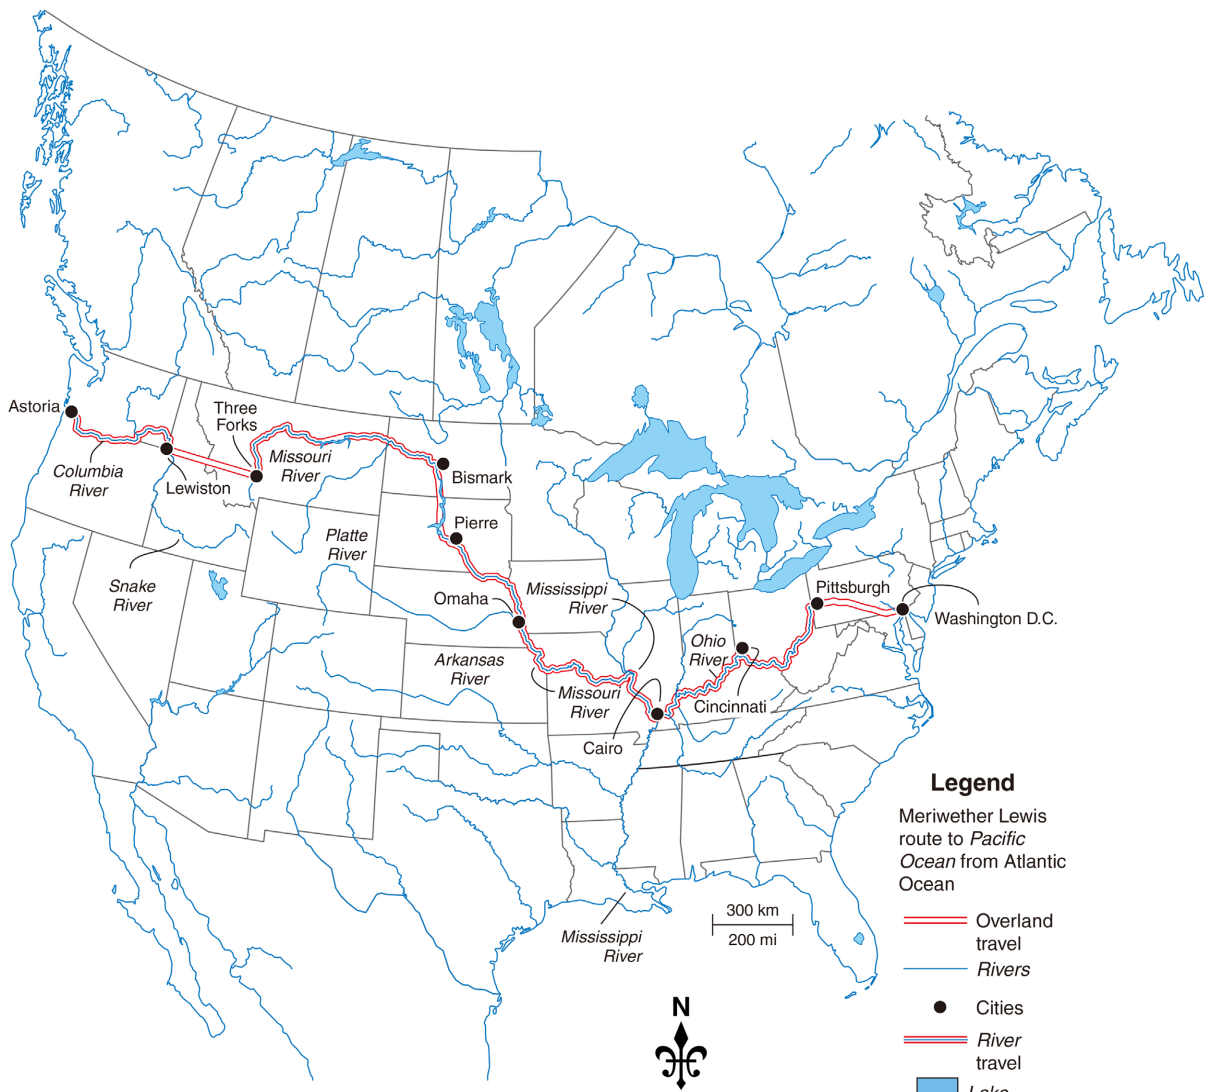 Astoria
Three
Forks
Missouri
River
Columbia
River
Lewiston
Bismark
Pierre
Platte
River
Snake
River
Omaha
Mississippi
River
Pittsburgh
Washington D.C.
Ohio
River
Arkansas
River
Missouri
River
Cincinnati
Cairo
Mississippi
River
300 km
200 mi
N
Legend
Meriwether Lewis
route to Pacific
Ocean from Atlantic
Ocean
Overland
travel
Rivers
Cities
River
travel
Lake